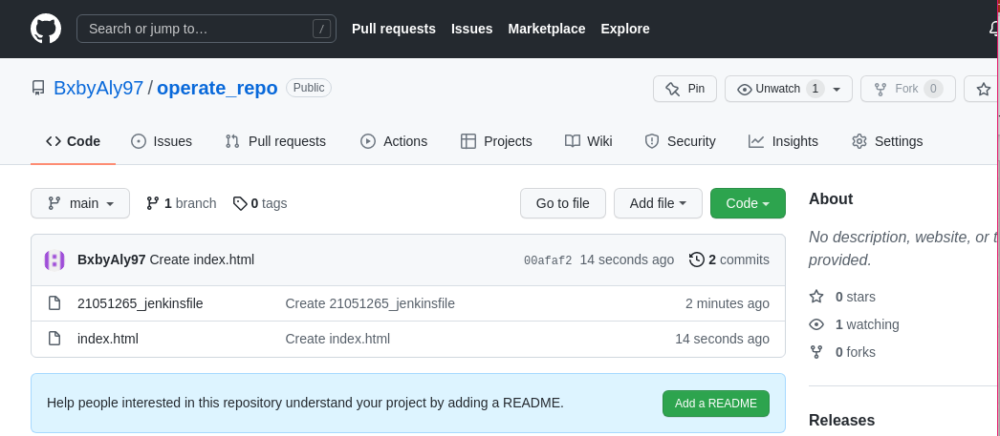 Search or jump to… / Pull requests Issues Marketplace Explore
BxbyAly97 / operate_repo Public Pin Unwatch 1 Fork 0
Code Issues Pull requests Actions Projects Wiki Security Insights Settings
main 1 branch 0 tags Go to file Add file Code
About
No description, website, or
provided.
BxbyAly97 Create index.html 00afaf2 14 seconds ago 2 commits
21051265_jenkinsfile Create 21051265_jenkinsfile 2 minutes ago
0 stars
1 watching
index.html Create index.html 14 seconds ago
0 forks
Help people interested in this repository understand your project by adding a README. Add a README
Releases